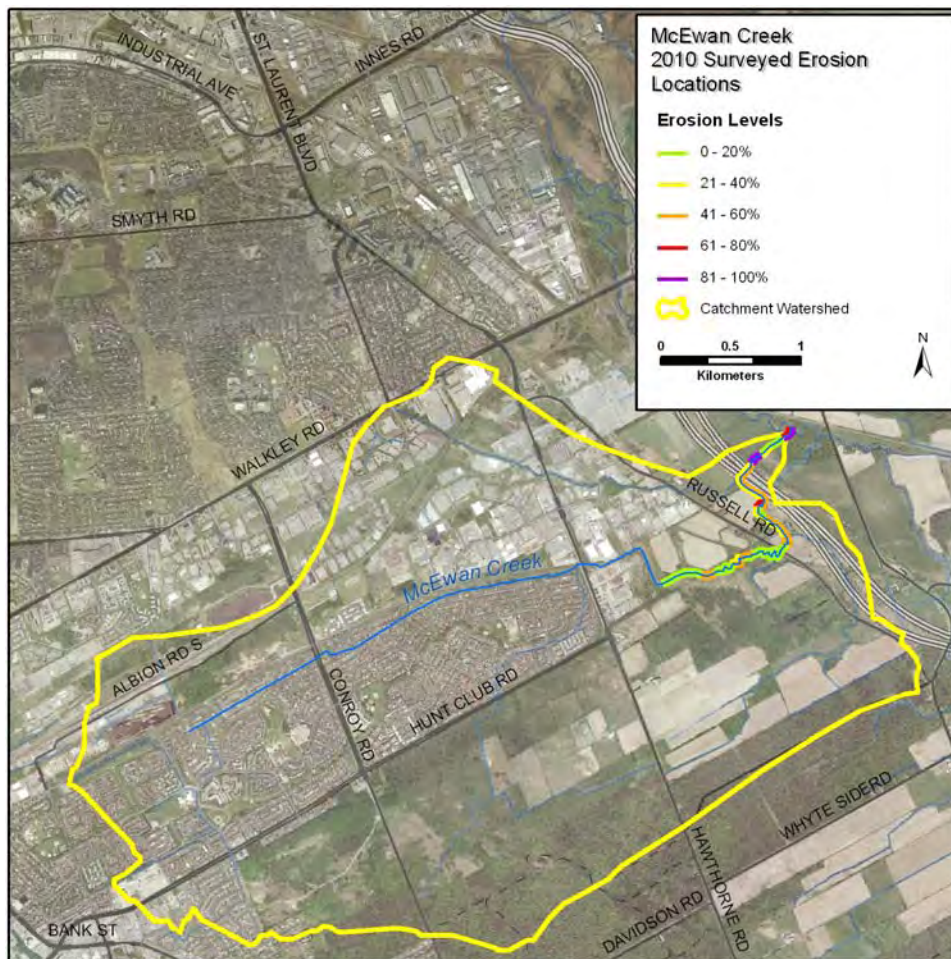 McEwan Creek
2010 Surveyed Erosion
Locations
Erosion Levels
0 - 20%
21 - 40%
41 - 60%
61 - 80%
81 - 100%
Catchment Watershed
0 0.5 1
Kilometers
N
INDUSTRIAL AVE
ST LAURENT BLVD
INNES RD
SMYTH RD
WALKLEY RD
RUSSELL RD
McEwan Creek
ALBION RD S
CONROY RD
HUNT CLUB RD
WHYTE SIDERD
HAWTHORNE RD
DAVIDSON RD
BANK ST